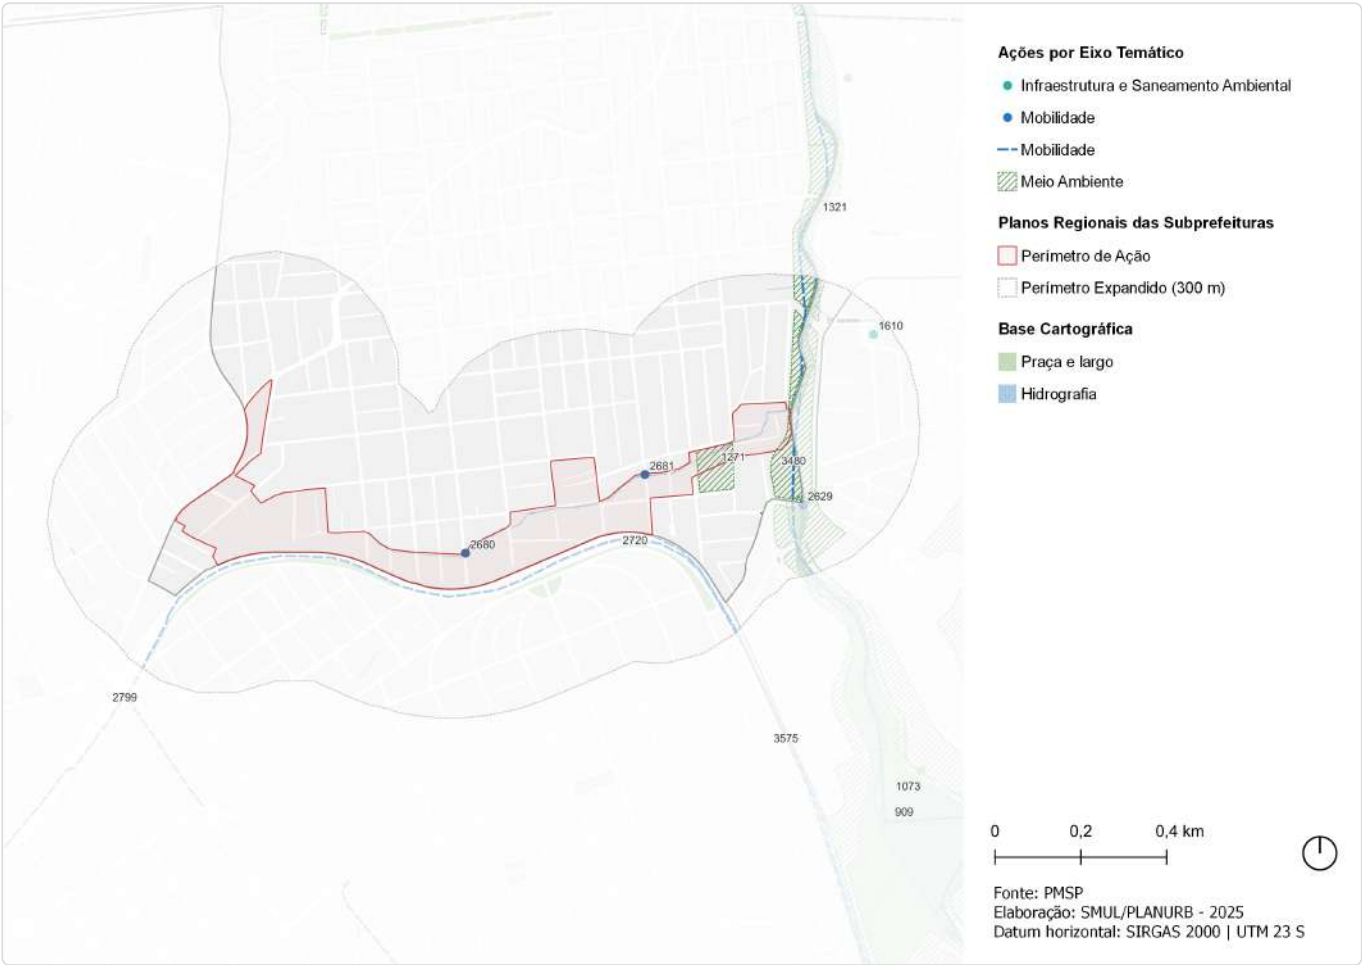 1321
1610
2681
1271
3480
2629
2680
2720
2799
3575
1073
909
Ações por Eixo Temático
Infraestrutura e Saneamento Ambiental
Mobilidade
Mobilidade
Meio Ambiente
Planos Regionais das Subprefeituras
Perímetro de Ação
Perímetro Expandido (300 m)
Base Cartográfica
Praça e largo
Hidrografia
0 0,2 0,4 km
Fonte: PMSP
Elaboração: SMUL/PLANURB - 2025
Datum horizontal: SIRGAS 2000 | UTM 23 S